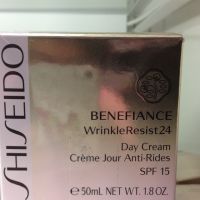 SHISEIDO
BENEFIANCE
WrinkleResist24
Day Cream
Crème Jour Anti-Rides
SPF 15
℮50mL NET WT. 1.8 OZ.